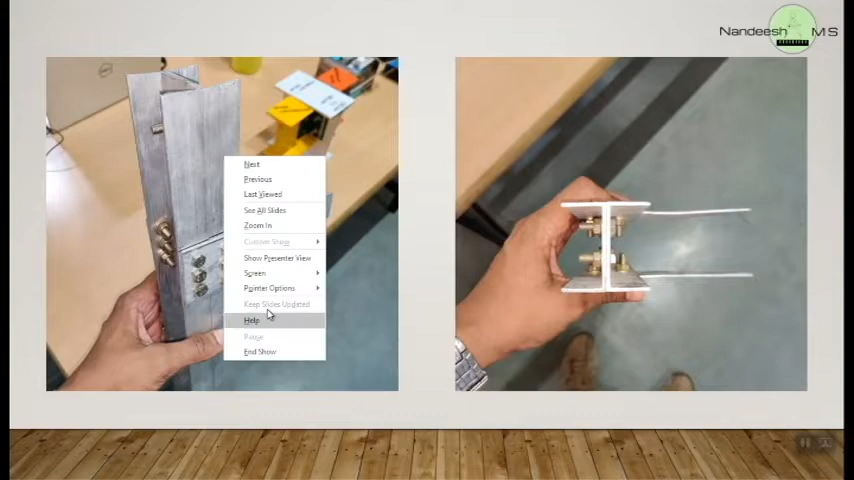 Nandeesh MS
Next
Previous
Last Viewed
See All Slides
Zoom In
Custom Show
Show Presenter View
Screen
Pointer Options
Keep Slides Updated
Help
Pause
End Show